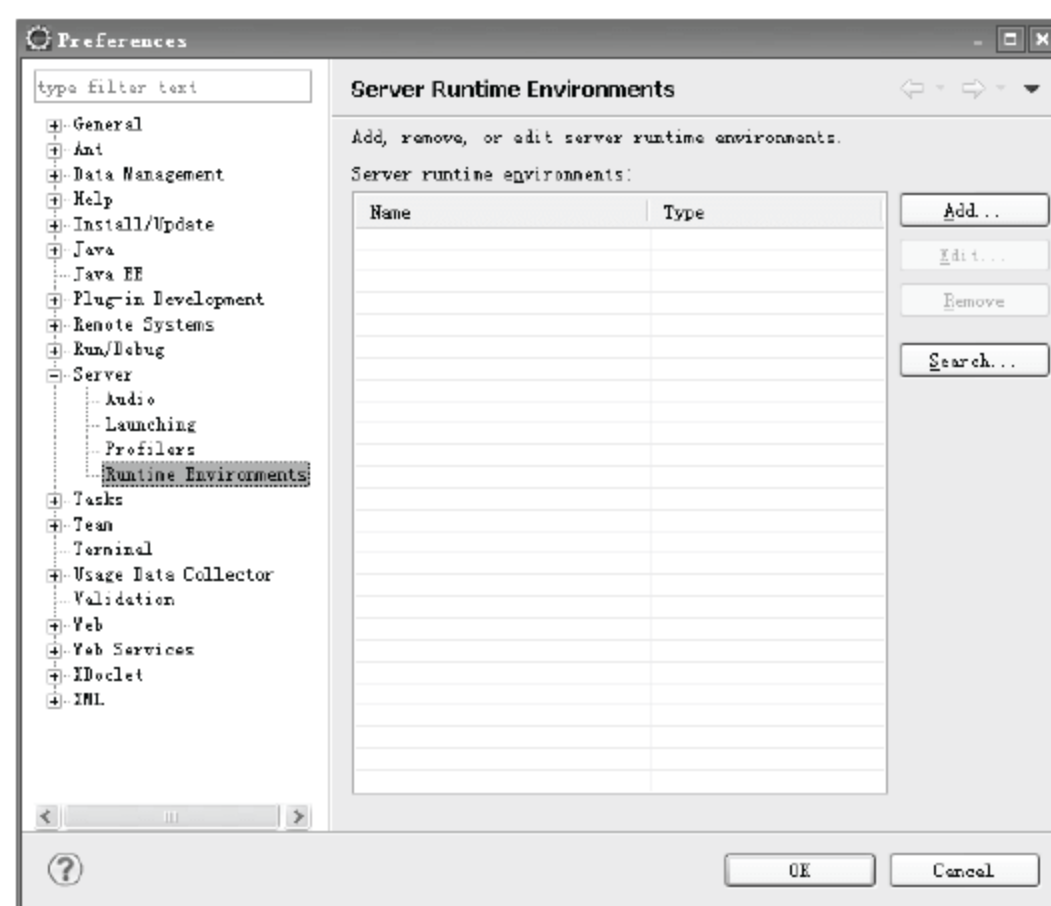 Preferences
type filter text
General
Ant
Data Management
Help
Install/Update
Java
Java EE
Plug-in Development
Remote Systems
Run/Debug
Server
Audio
Launching
Profilers
Runtime Environments
Tasks
Team
Terminal
Usage Data Collector
Validation
Web
Web Services
XDoclet
XML
Server Runtime Environments
Add, remove, or edit server runtime environments.
Server runtime environments:
Name Type
Add...
Edit...
Remove
Search...
OK Cancel